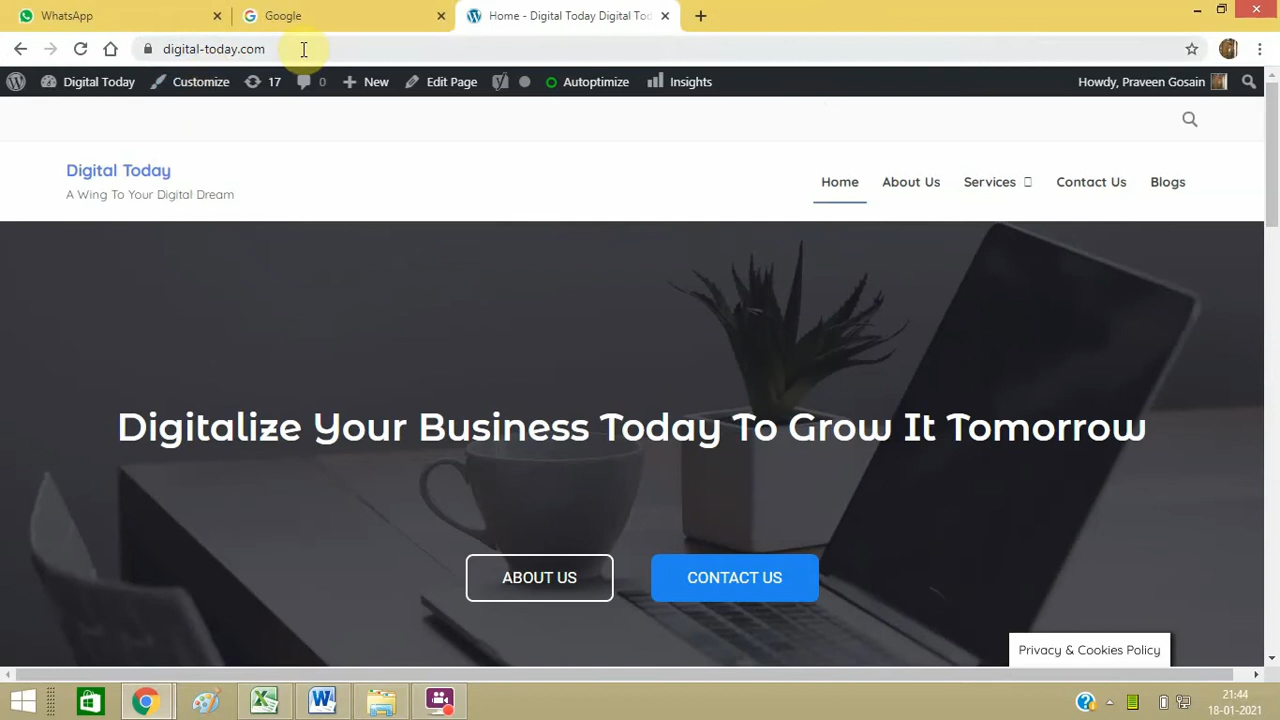 WhatsApp
Google
Home - Digital Today Digital Tod
digital-today.com
Digital Today
Customize
17
0
New
Edit Page
Autoptimize
Insights
Howdy, Praveen Gosain
Digital Today
A Wing To Your Digital Dream
Home
About Us
Services
Contact Us
Blogs
Digitalize Your Business Today To Grow It Tomorrow
ABOUT US
CONTACT US
Privacy & Cookies Policy
21:44
18-01-2021